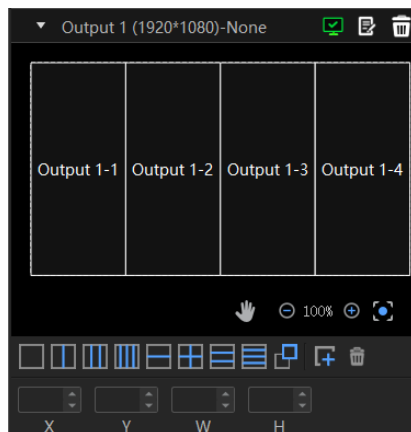 Output 1 (1920*1080)-None
Output 1-1 Output 1-2 Output 1-3 Output 1-4
100%
X Y W H